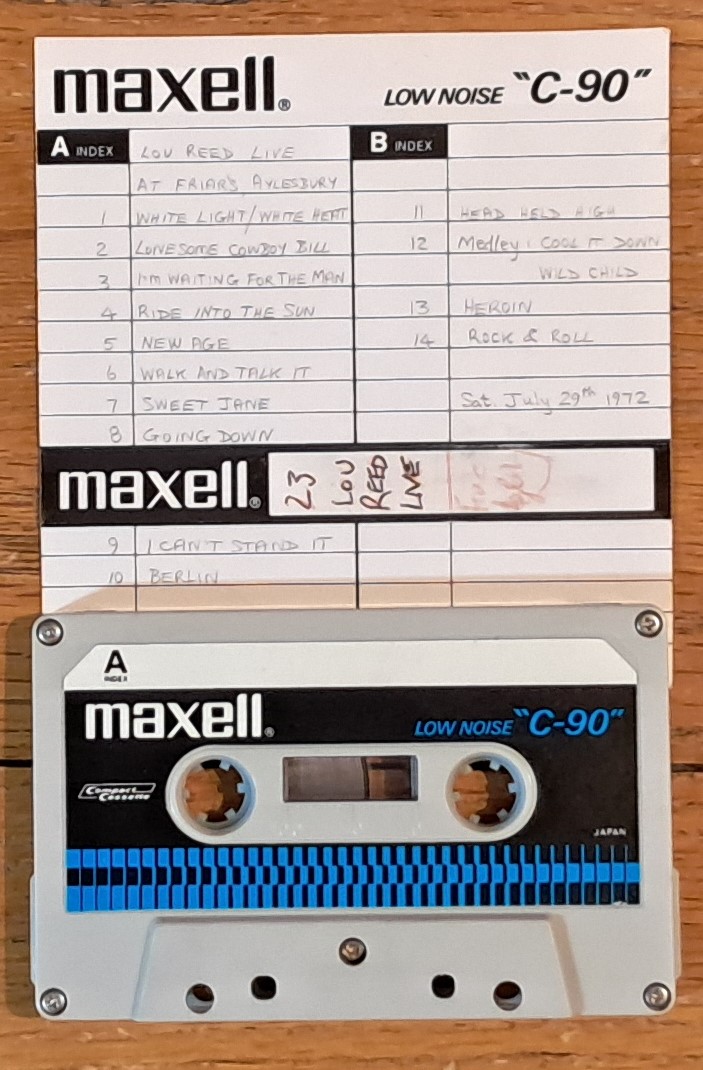 maxell®
LOW NOISE "C-90"
A INDEX
LOU REED LIVE
AT FRIAR'S AYLESBURY
1 WHITE LIGHT/WHITE HEAT
2 LONESOME COWBOY BILL
3 I'M WAITING FOR THE MAN
4 RIDE INTO THE SUN
5 NEW AGE
6 WALK AND TALK IT
7 SWEET JANE
8 GOING DOWN
B INDEX
11 HEAD HELD HIGH
12 Medley: COOL IT DOWN
WILD CHILD
13 HEROIN
14 ROCK & ROLL
Sat. July 29th 1972
maxell®
23 LOU REED LIVE
9 I CAN'T STAND IT
10 BERLIN
A
INDEX
maxell®
LOW NOISE "C-90"
Compact Cassette
JAPAN